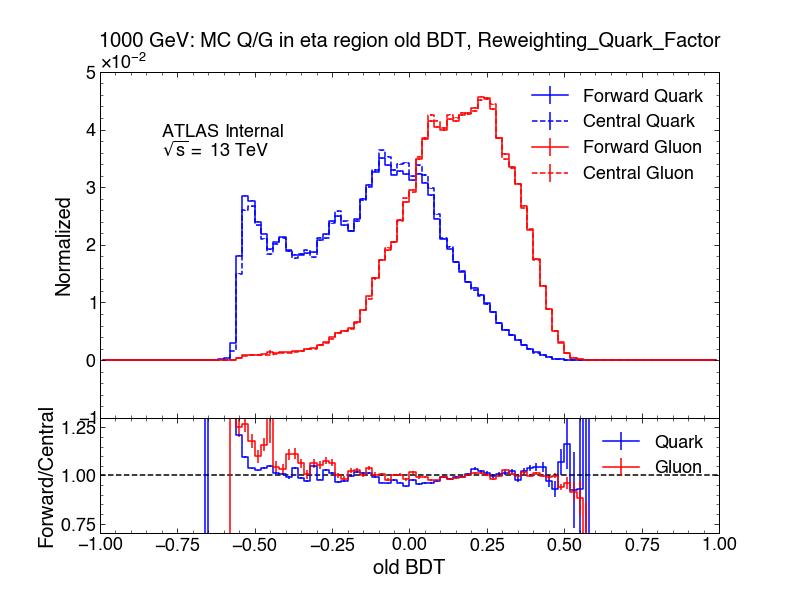 1000 GeV: MC Q/G in eta region old BDT, Reweighting_Quark_Factor
×10⁻²
5
4
3
2
1
0
−1
Normalized
ATLAS Internal
√s = 13 TeV
Forward Quark
Central Quark
Forward Gluon
Central Gluon
1.25
1.00
0.75
Forward/Central
Quark
Gluon
−1.00 −0.75 −0.50 −0.25 0.00 0.25 0.50 0.75 1.00
old BDT